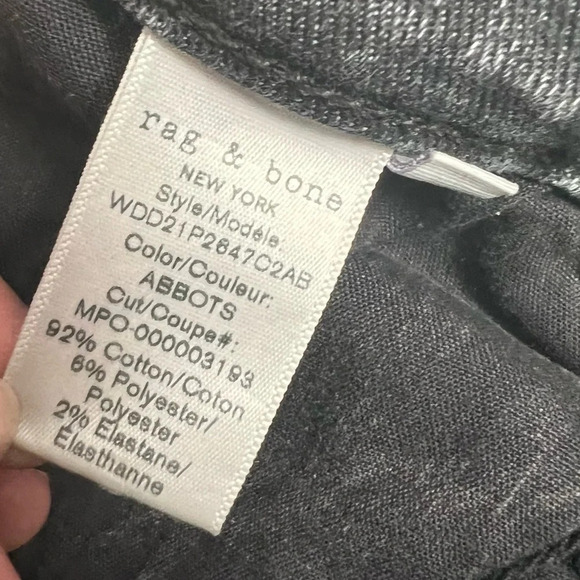 rag & bone
NEW YORK
Style/Modèle:
WDD21P2647C2AB
Color/Couleur:
ABBOTS
Cut/Coupe#:
MPO-000003193
92% Cotton/Coton
6% Polyester/
Polyester
2% Elastane/
Elasthanne